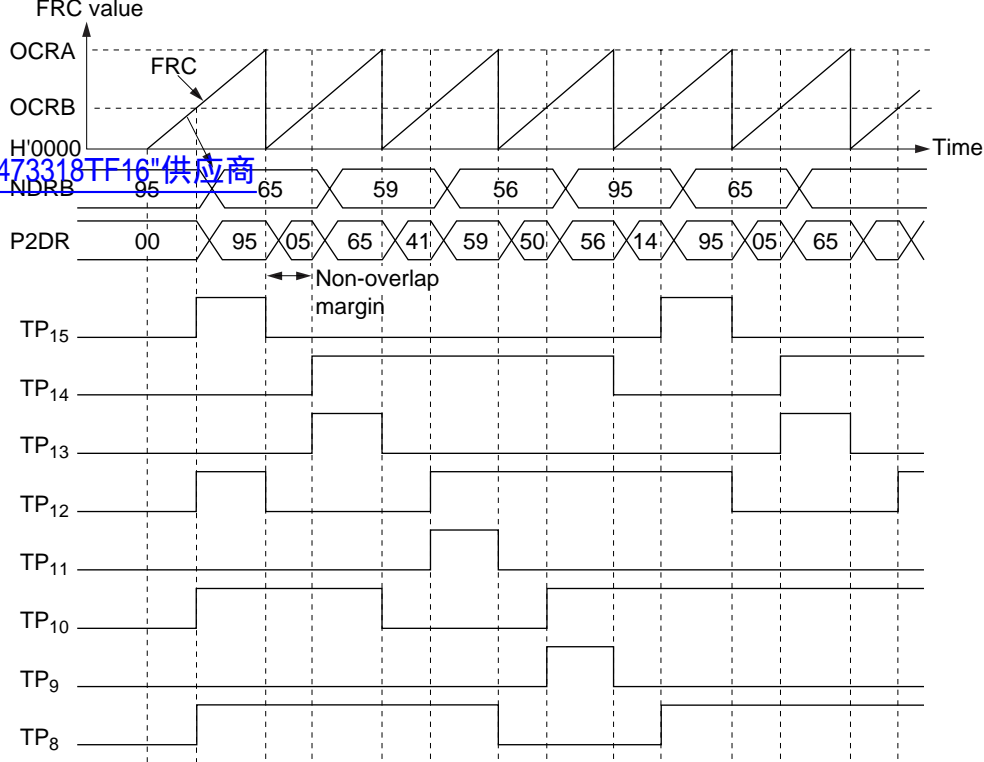 FRC value
OCRA
FRC
OCRB
H'0000
Time
473318TF16"供应商
NDRB 95 65 59 56 95 65
P2DR 00 95 05 65 41 59 50 56 14 95 05 65
Non-overlap
margin
TP15
TP14
TP13
TP12
TP11
TP10
TP9
TP8